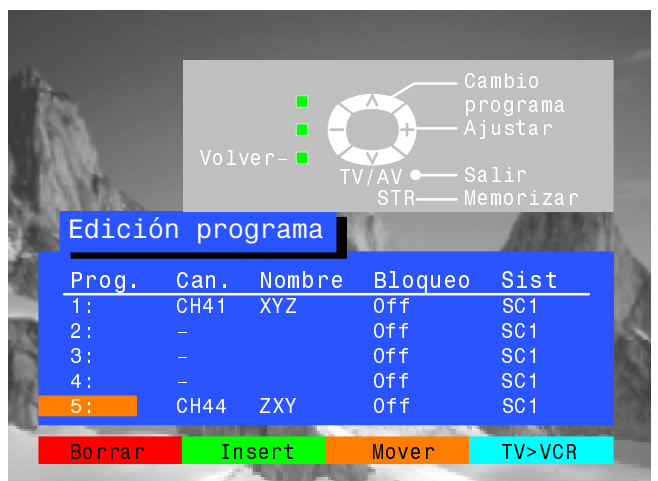 Cambio
programa
Ajustar
Volver
TV/AV Salir
STR Memorizar
Edición programa
Prog. Can. Nombre Bloqueo Sist
1: CH41 XYZ Off SC1
2: – Off SC1
3: – Off SC1
4: – Off SC1
5: CH44 ZXY Off SC1
Borrar Insert Mover TV>VCR